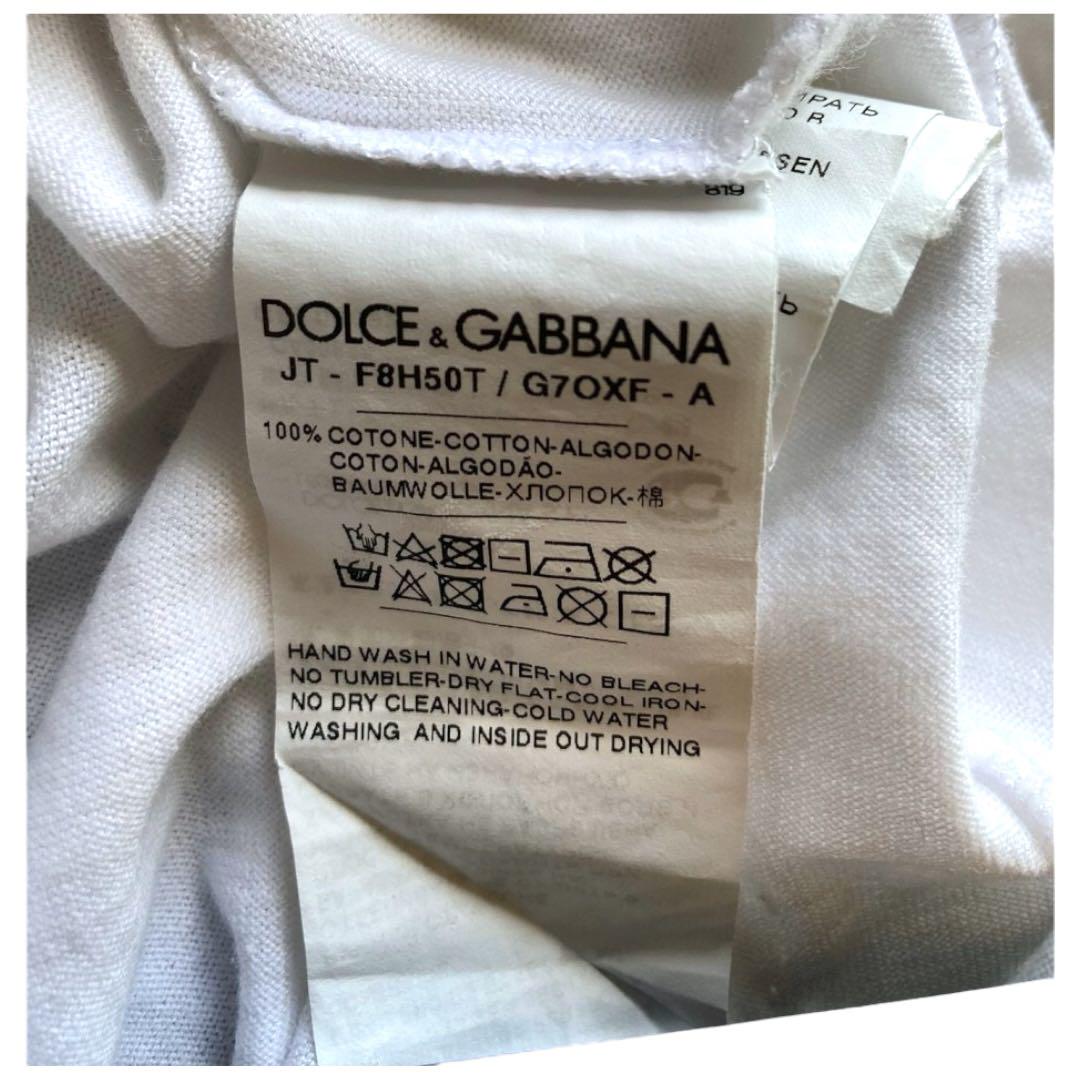 ИРАТЬ
OR
SEN
819
Ь
DOLCE & GABBANA
JT - F8H50T / G7OXF - A
100% COTONE-COTTON-ALGODON-
COTON-ALGODÃO-
BAUMWOLLE-ХЛОПОК-棉
HAND WASH IN WATER-NO BLEACH-
NO TUMBLER-DRY FLAT-COOL IRON-
NO DRY CLEANING-COLD WATER
WASHING AND INSIDE OUT DRYING